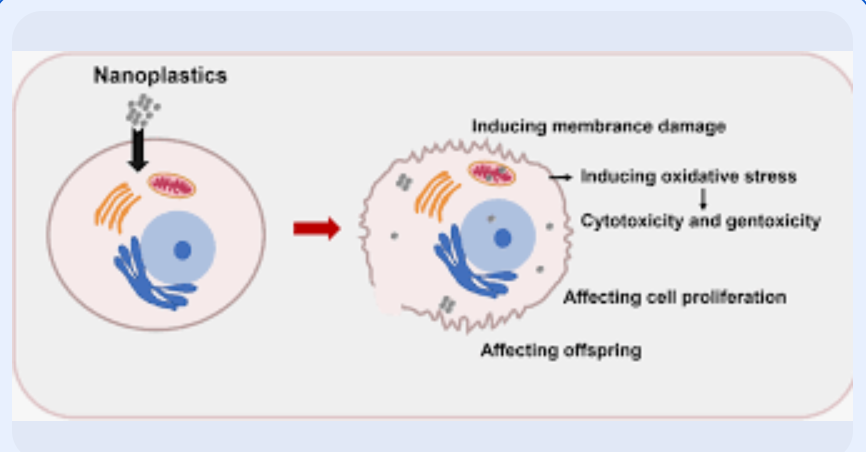 Nanoplastics
Inducing membrance damage
Inducing oxidative stress
Cytotoxicity and gentoxicity
Affecting cell proliferation
Affecting offspring